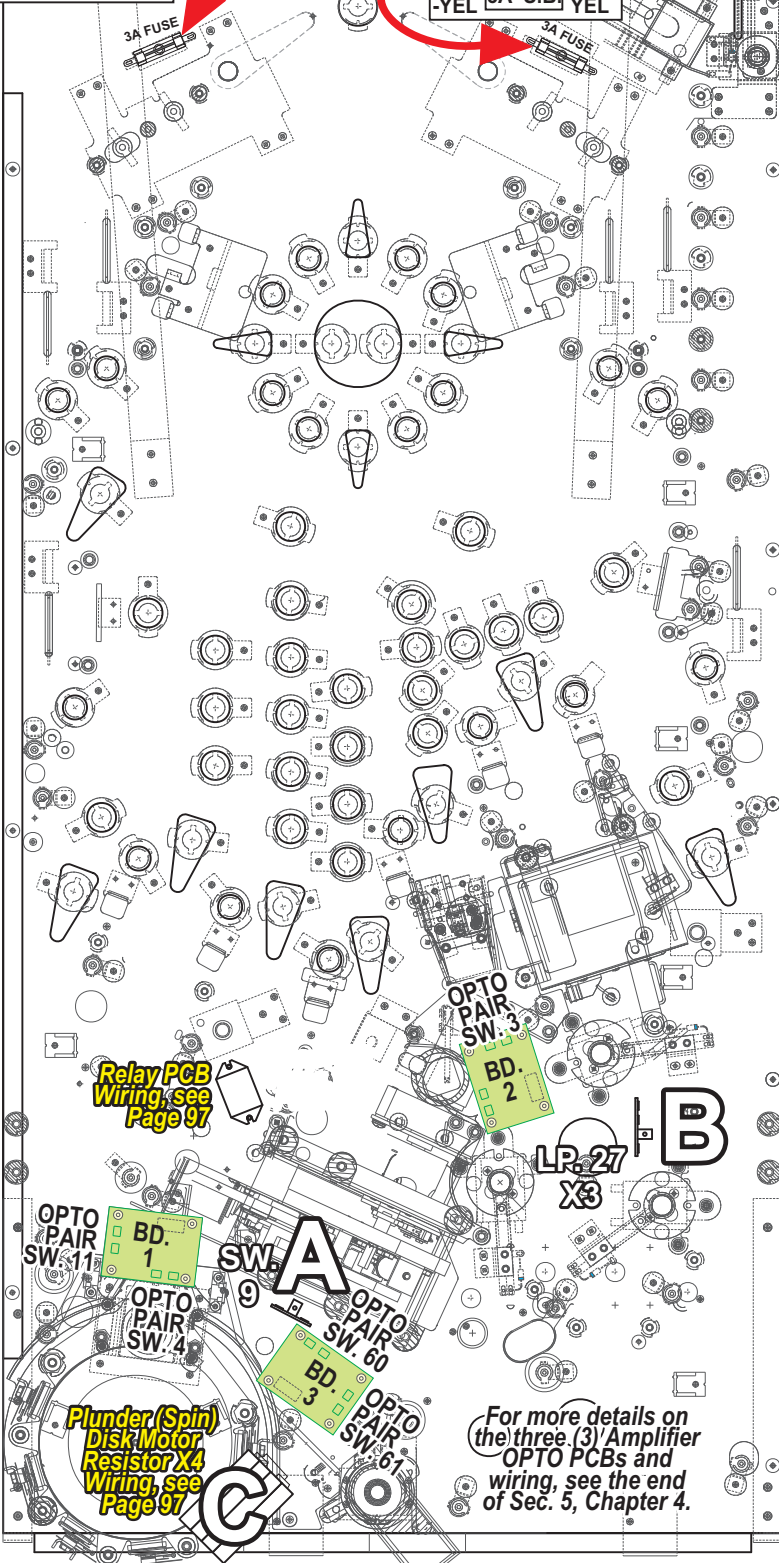 -YEL 3A S.B. YEL
3A FUSE
3A FUSE
OPTO
PAIR
SW. 3
BD.
2
Relay PCB
Wiring, see
Page 97
B
LP. 27
X3
OPTO
PAIR
SW. 11
BD.
1
SW.
9
A
OPTO
PAIR
SW. 4
OPTO
PAIR
SW. 60
BD.
3
OPTO
PAIR
SW. 61
Plunder (Spin)
Disk Motor
Resistor X4
Wiring, see
Page 97
C
For more details on
the three (3) Amplifier
OPTO PCBs and
wiring, see the end
of Sec. 5, Chapter 4.